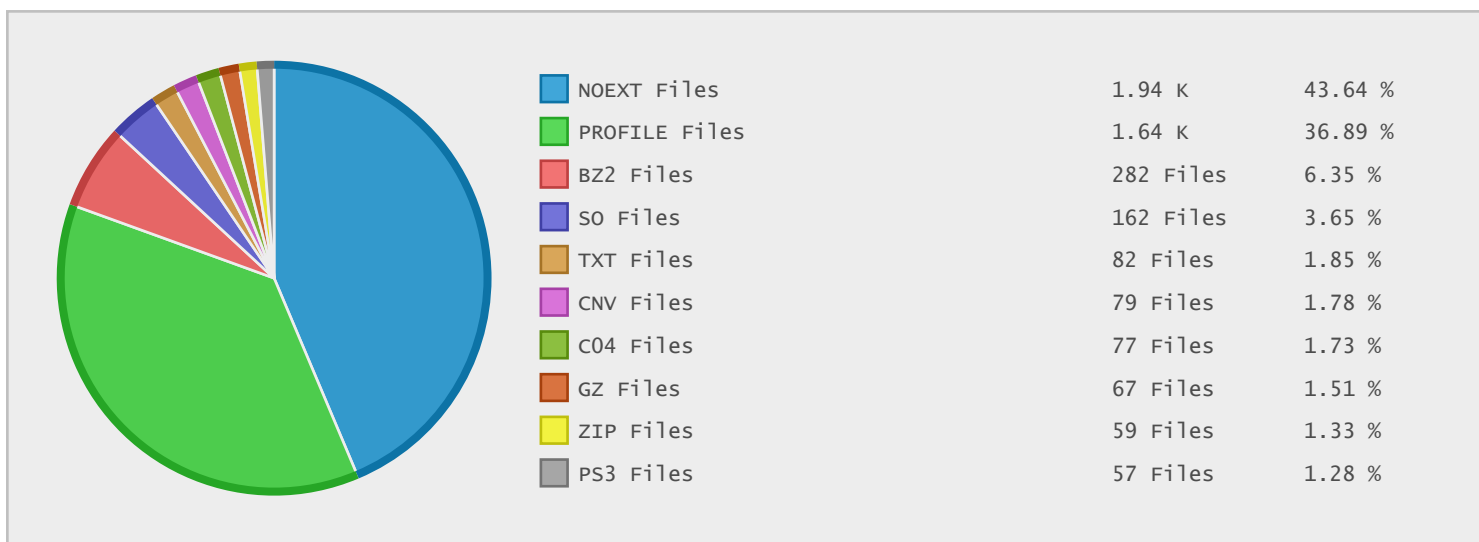 NOEXT Files 1.94 K 43.64 %
PROFILE Files 1.64 K 36.89 %
BZ2 Files 282 Files 6.35 %
SO Files 162 Files 3.65 %
TXT Files 82 Files 1.85 %
CNV Files 79 Files 1.78 %
C04 Files 77 Files 1.73 %
GZ Files 67 Files 1.51 %
ZIP Files 59 Files 1.33 %
PS3 Files 57 Files 1.28 %